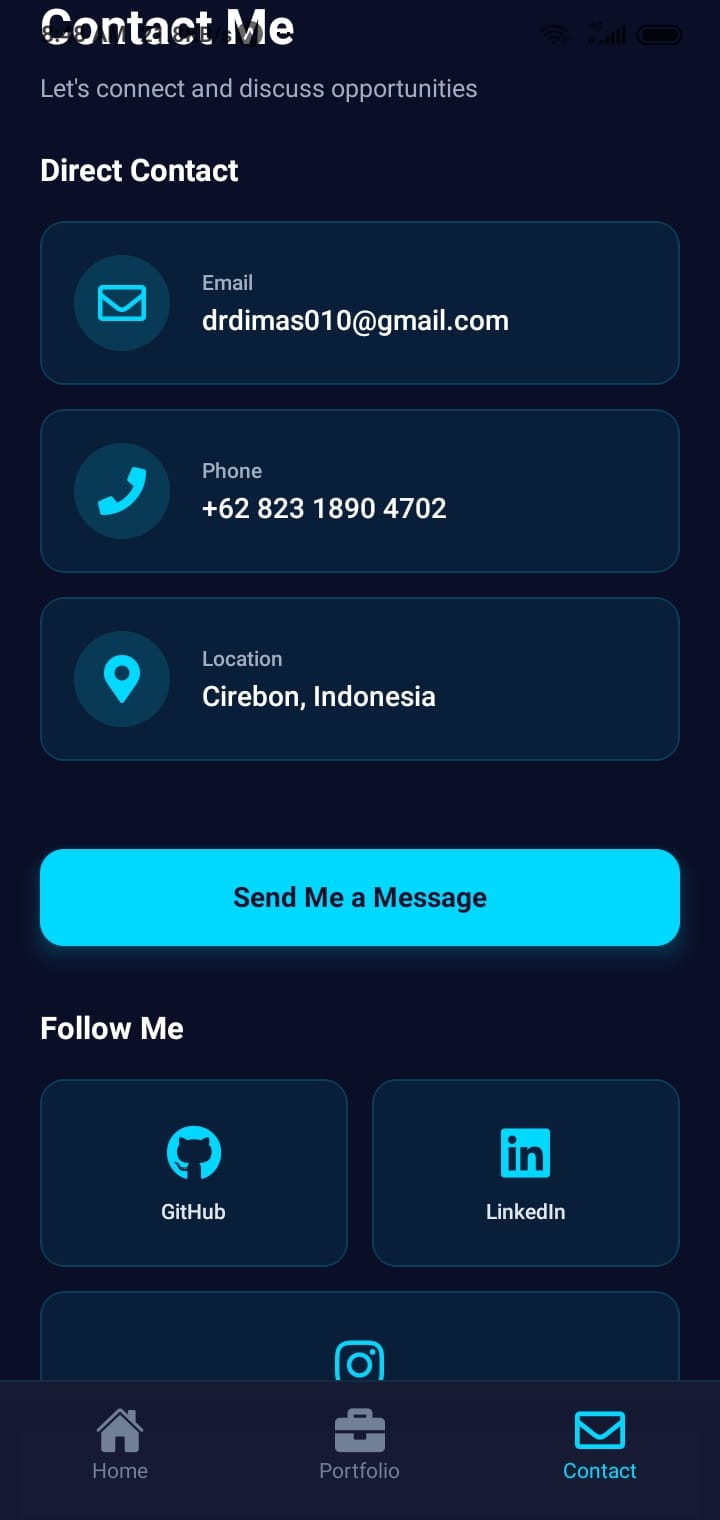 Contact Me
Let's connect and discuss opportunities
Direct Contact
Email
drdimas010@gmail.com
Phone
+62 823 1890 4702
Location
Cirebon, Indonesia
Send Me a Message
Follow Me
GitHub
LinkedIn
Home
Portfolio
Contact